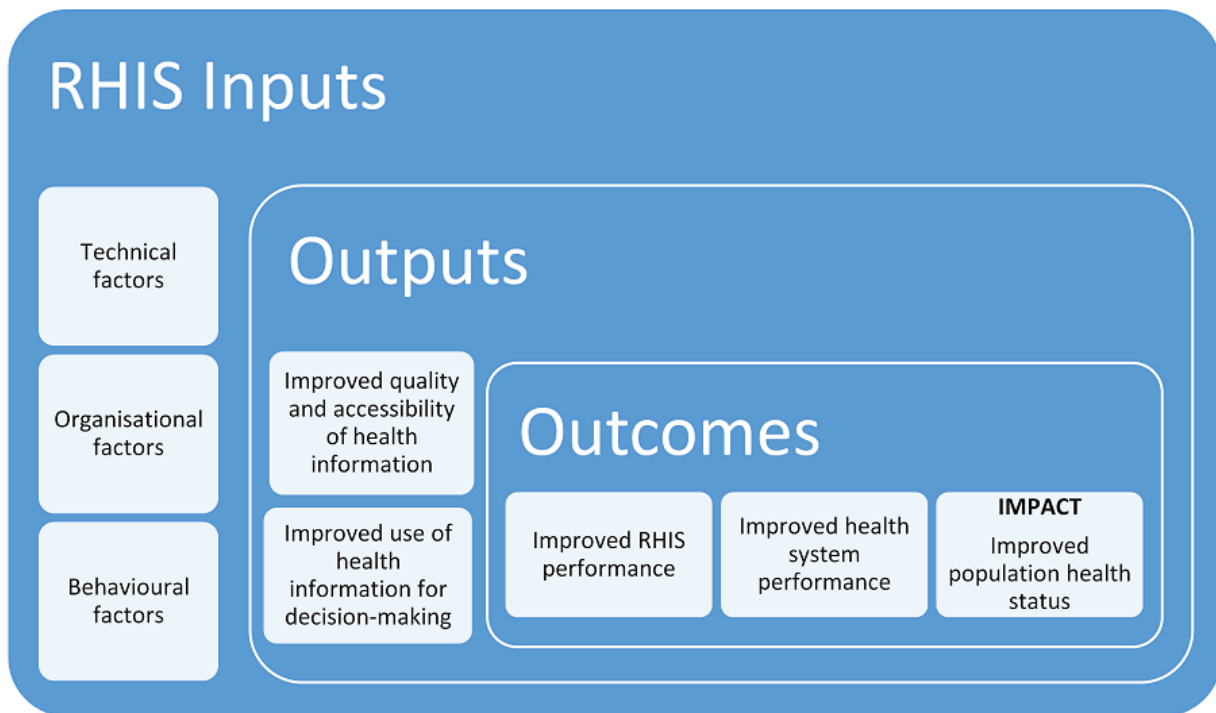 RHIS Inputs
Technical
factors
Organisational
factors
Behavioural
factors
Outputs
Improved quality
and accessibility
of health
information
Improved use of
health
information for
decision-making
Outcomes
Improved RHIS
performance
Improved health
system
performance
IMPACT
Improved
population health
status